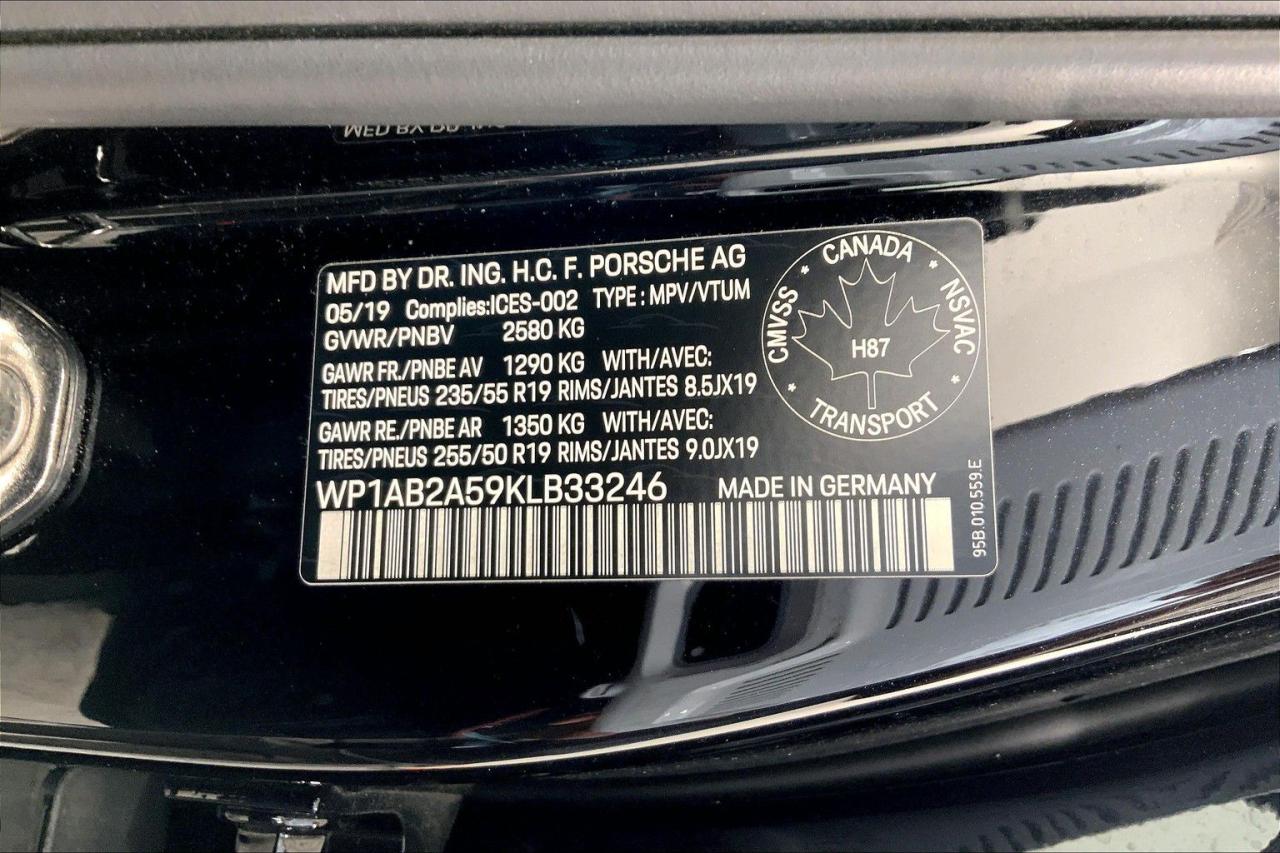 MFD BY DR. ING. H.C. F. PORSCHE AG
05/19 Complies:ICES-002 TYPE : MPV/VTUM
GVWR/PNBV 2580 KG
GAWR FR./PNBE AV 1290 KG WITH/AVEC:
TIRES/PNEUS 235/55 R19 RIMS/JANTES 8.5JX19
GAWR RE./PNBE AR 1350 KG WITH/AVEC:
TIRES/PNEUS 255/50 R19 RIMS/JANTES 9.0JX19
WP1AB2A59KLB33246 MADE IN GERMANY
CANADA
CMVSS
NSVAC
H87
TRANSPORT
95B.010.559.E